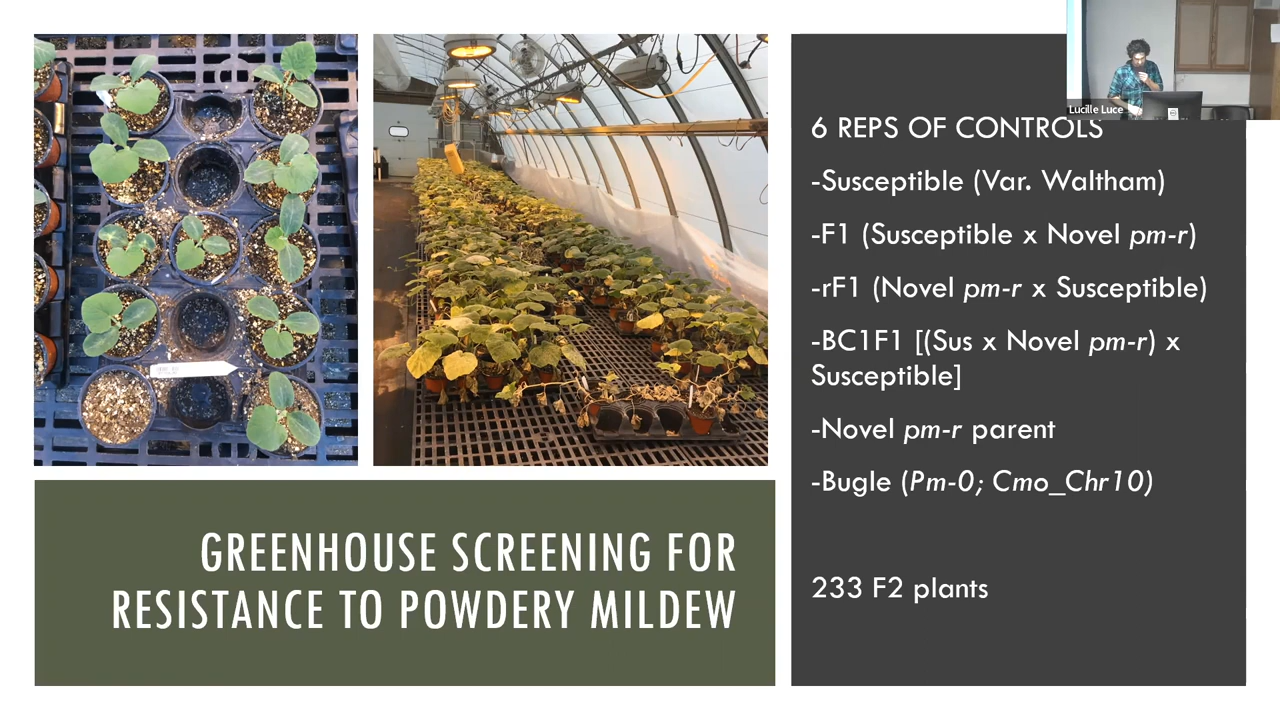 Lucille Luce
6 REPS OF CONTROLS
-Susceptible (Var. Waltham)
-F1 (Susceptible x Novel pm-r)
-rF1 (Novel pm-r x Susceptible)
-BC1F1 [(Sus x Novel pm-r) x
Susceptible]
-Novel pm-r parent
-Bugle (Pm-0; Cmo_Chr10)
233 F2 plants
GREENHOUSE SCREENING FOR
RESISTANCE TO POWDERY MILDEW